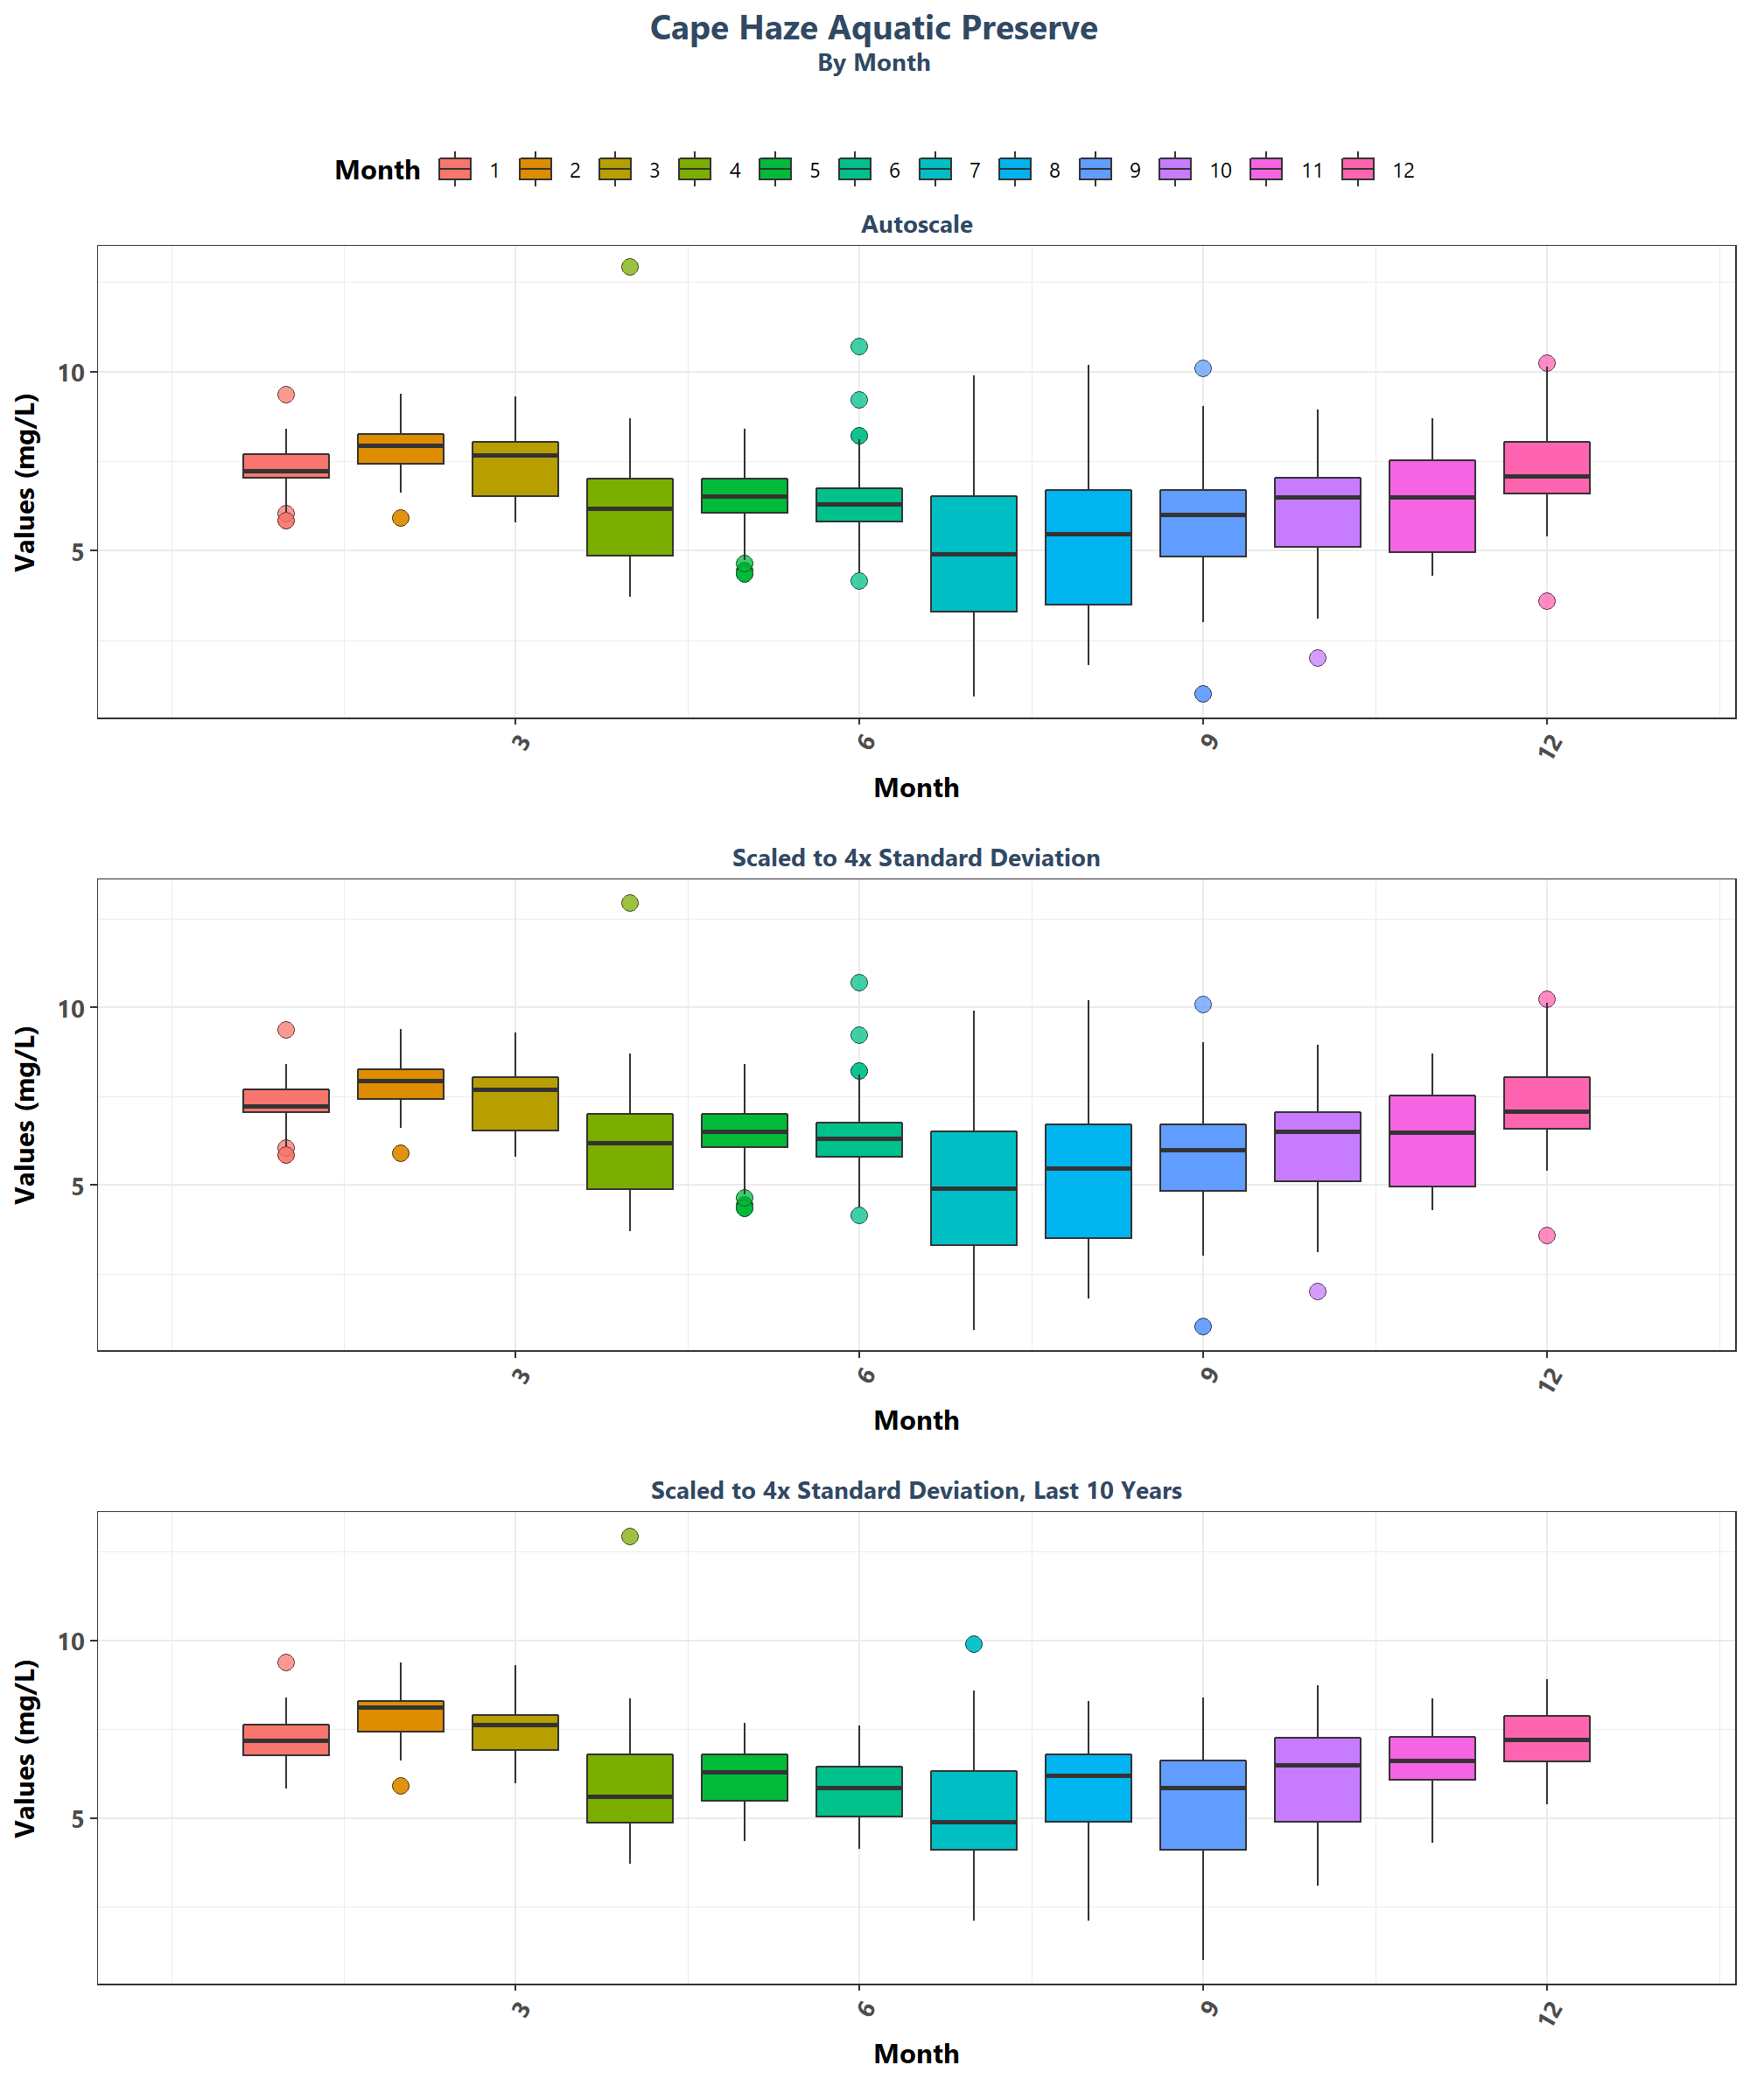 Cape Haze Aquatic Preserve
By Month
Month 1 2 3 4 5 6 7 8 9 10 11 12
Autoscale
Values (mg/L)
10
5
3 6 9 12
Month
Scaled to 4x Standard Deviation
Values (mg/L)
10
5
3 6 9 12
Month
Scaled to 4x Standard Deviation, Last 10 Years
Values (mg/L)
10
5
3 6 9 12
Month